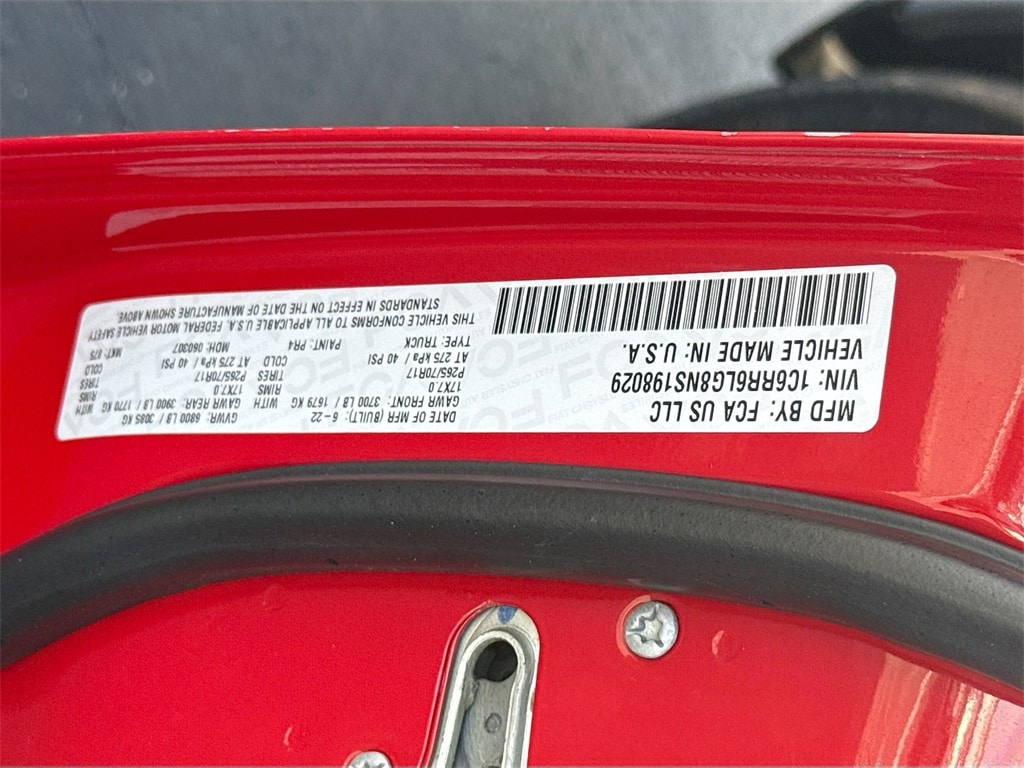 MFD BY: FCA US LLC
VIN: 1C6RR6LG8NS198029
VEHICLE MADE IN: U.S.A.
DATE OF MFR (BUILT): 6-22
GVWR: 6800 LB / 3085 KG
GAWR FRONT: 3700 LB / 1679 KG WITH
GAWR REAR: 3900 LB / 1770 KG WITH
17X7.0 RIMS
17X7.0 RIMS
P265/70R17 TIRES
P265/70R17 TIRES
AT 275 kPa / 40 PSI COLD
AT 275 kPa / 40 PSI COLD
TYPE: TRUCK
PAINT: PR4
MDH: 060307
MKT: 875
THIS VEHICLE CONFORMS TO ALL APPLICABLE U.S.A. FEDERAL MOTOR VEHICLE SAFETY
STANDARDS IN EFFECT ON THE DATE OF MANUFACTURE SHOWN ABOVE.